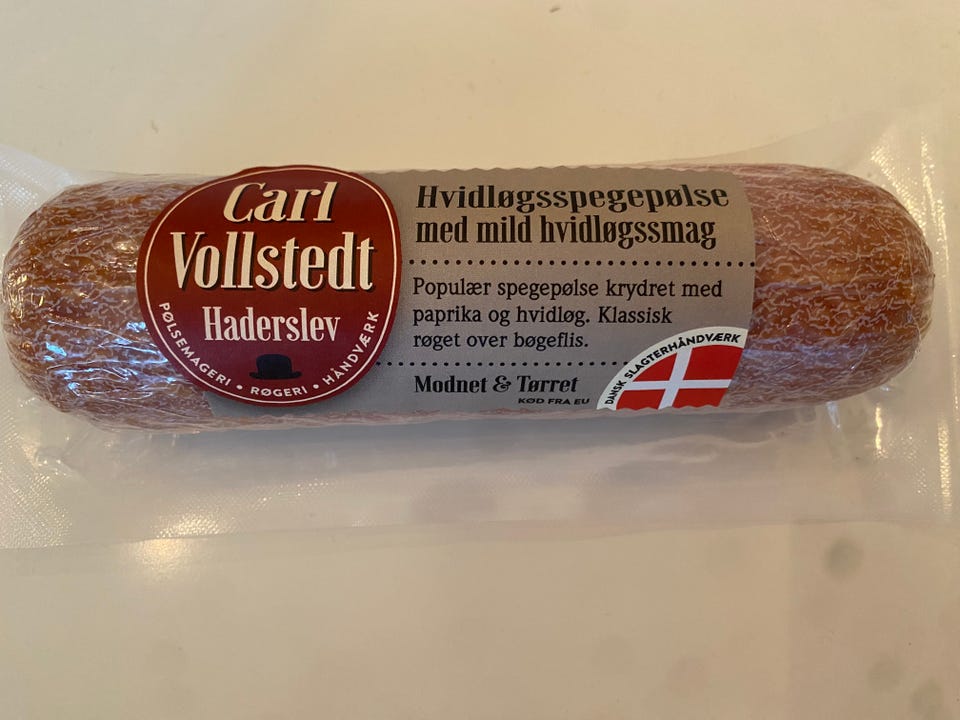 Carl
Vollstedt
Haderslev
PØLSEMAGERI • RØGERI • HÅNDVÆRK
Hvidløgsspegepølse
med mild hvidløgssmag
Populær spegepølse krydret med
paprika og hvidløg. Klassisk
røget over bøgeflis.
Modnet & Tørret
KØD FRA EU
DANSK SLAGTERHÅNDVÆRK